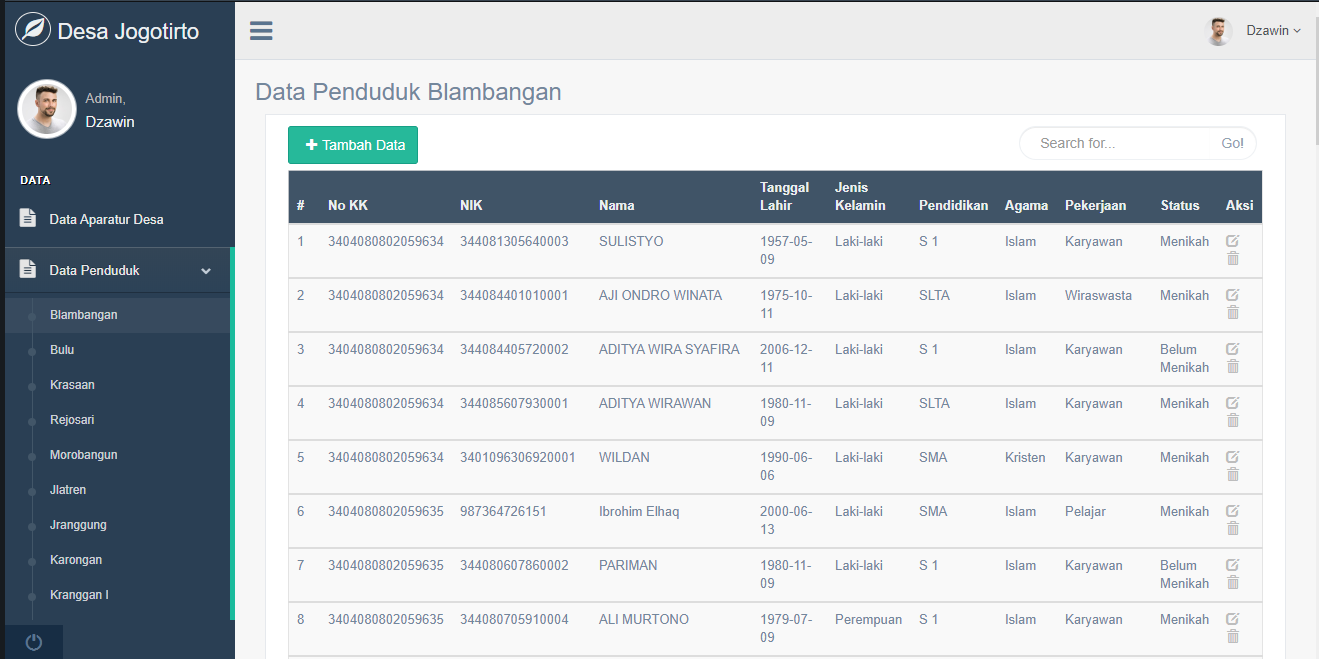 Desa Jogotirto
Dzawin
Admin,
Dzawin
DATA
Data Aparatur Desa
Data Penduduk
Blambangan
Bulu
Krasaan
Rejosari
Morobangun
Jlatren
Jranggung
Karongan
Kranggan I
Data Penduduk Blambangan
Tambah Data
Search for... Go!
# No KK NIK Nama Tanggal Lahir Jenis Kelamin Pendidikan Agama Pekerjaan Status Aksi
1 3404080802059634 344081305640003 SULISTYO 1957-05-09 Laki-laki S 1 Islam Karyawan Menikah
2 3404080802059634 344084401010001 AJI ONDRO WINATA 1975-10-11 Laki-laki SLTA Islam Wiraswasta Menikah
3 3404080802059634 344084405720002 ADITYA WIRA SYAFIRA 2006-12-11 Laki-laki S 1 Islam Karyawan Belum Menikah
4 3404080802059634 344085607930001 ADITYA WIRAWAN 1980-11-09 Laki-laki SLTA Islam Karyawan Menikah
5 3404080802059634 3401096306920001 WILDAN 1990-06-06 Laki-laki SMA Kristen Karyawan Menikah
6 3404080802059635 987364726151 Ibrohim Elhaq 2000-06-13 Laki-laki SMA Islam Pelajar Menikah
7 3404080802059635 344080607860002 PARIMAN 1980-11-09 Laki-laki S 1 Islam Karyawan Belum Menikah
8 3404080802059635 344080705910004 ALI MURTONO 1979-07-09 Perempuan S 1 Islam Karyawan Menikah